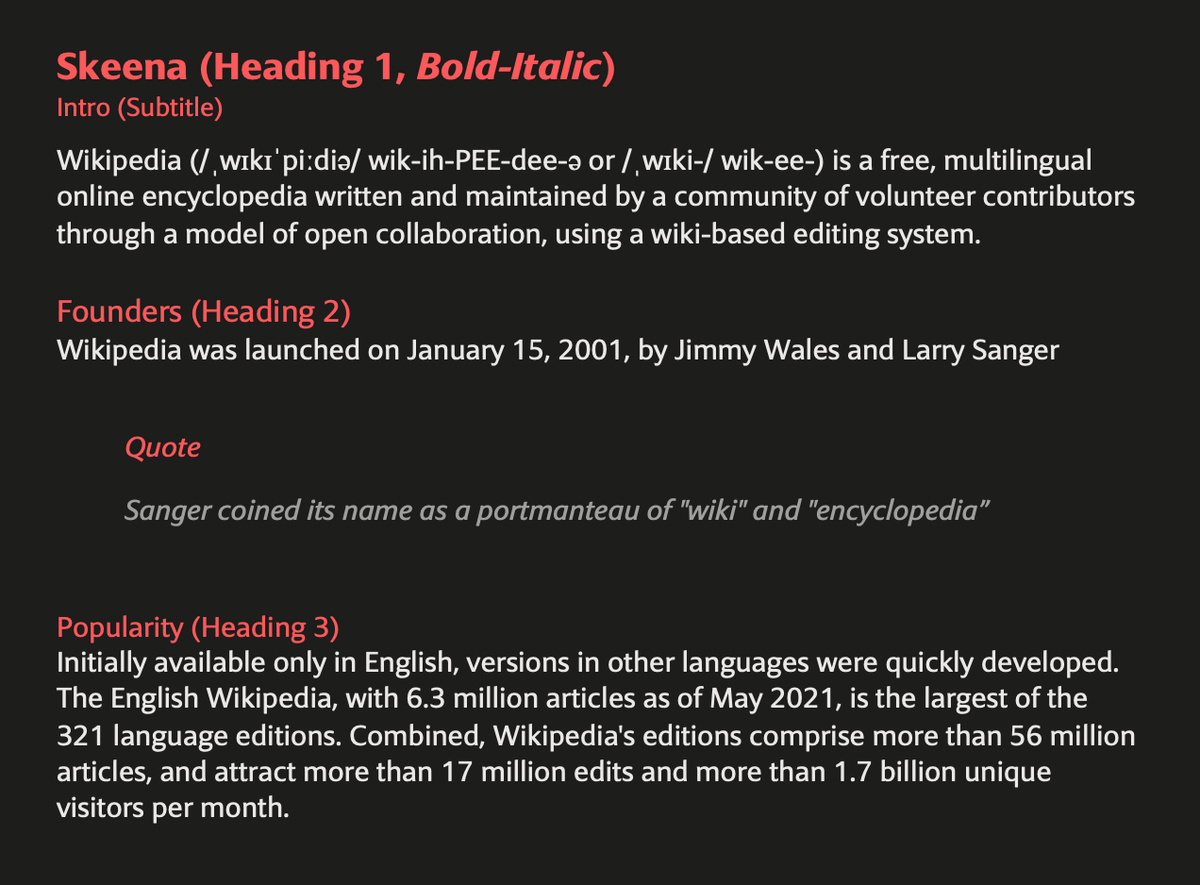 Skeena (Heading 1, Bold-Italic)
Intro (Subtitle)
Wikipedia (/ˌwɪkɪˈpiːdiə/ wik-ih-PEE-dee-ə or /ˌwɪki-/ wik-ee-) is a free, multilingual
online encyclopedia written and maintained by a community of volunteer contributors
through a model of open collaboration, using a wiki-based editing system.
Founders (Heading 2)
Wikipedia was launched on January 15, 2001, by Jimmy Wales and Larry Sanger
Quote
Sanger coined its name as a portmanteau of "wiki" and "encyclopedia”
Popularity (Heading 3)
Initially available only in English, versions in other languages were quickly developed.
The English Wikipedia, with 6.3 million articles as of May 2021, is the largest of the
321 language editions. Combined, Wikipedia's editions comprise more than 56 million
articles, and attract more than 17 million edits and more than 1.7 billion unique
visitors per month.